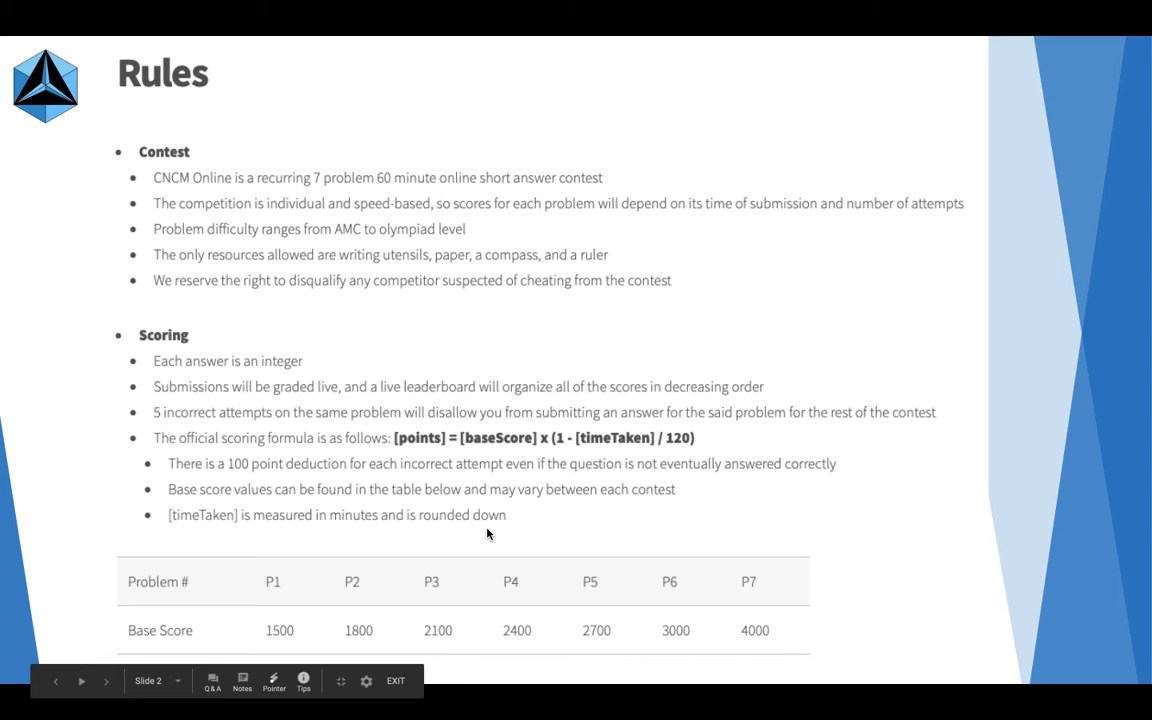 Rules
• Contest
• CNCM Online is a recurring 7 problem 60 minute online short answer contest
• The competition is individual and speed-based, so scores for each problem will depend on its time of submission and number of attempts
• Problem difficulty ranges from AMC to olympiad level
• The only resources allowed are writing utensils, paper, a compass, and a ruler
• We reserve the right to disqualify any competitor suspected of cheating from the contest
• Scoring
• Each answer is an integer
• Submissions will be graded live, and a live leaderboard will organize all of the scores in decreasing order
• 5 incorrect attempts on the same problem will disallow you from submitting an answer for the said problem for the rest of the contest
• The official scoring formula is as follows: [points] = [baseScore] x (1 - [timeTaken] / 120)
• There is a 100 point deduction for each incorrect attempt even if the question is not eventually answered correctly
• Base score values can be found in the table below and may vary between each contest
• [timeTaken] is measured in minutes and is rounded down
Problem # P1 P2 P3 P4 P5 P6 P7
Base Score 1500 1800 2100 2400 2700 3000 4000
Slide 2 Q&A Notes Pointer Tips EXIT